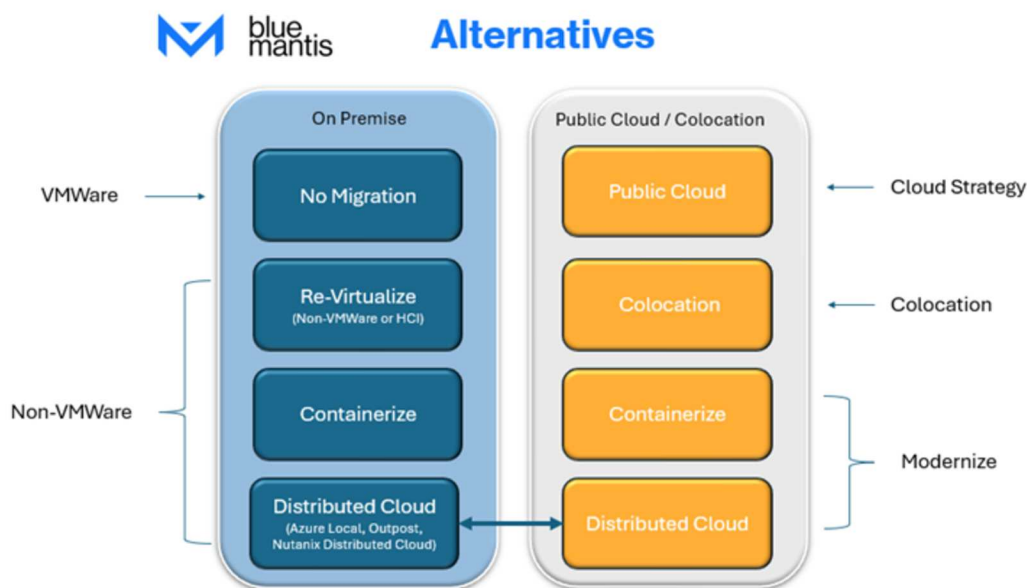 blue
mantis
Alternatives
On Premise
Public Cloud / Colocation
VMWare
No Migration
Public Cloud
Cloud Strategy
Re-Virtualize
(Non-VMWare or HCI)
Colocation
Colocation
Non-VMWare
Containerize
Containerize
Modernize
Distributed Cloud
(Azure Local, Outpost,
Nutanix Distributed Cloud)
Distributed Cloud